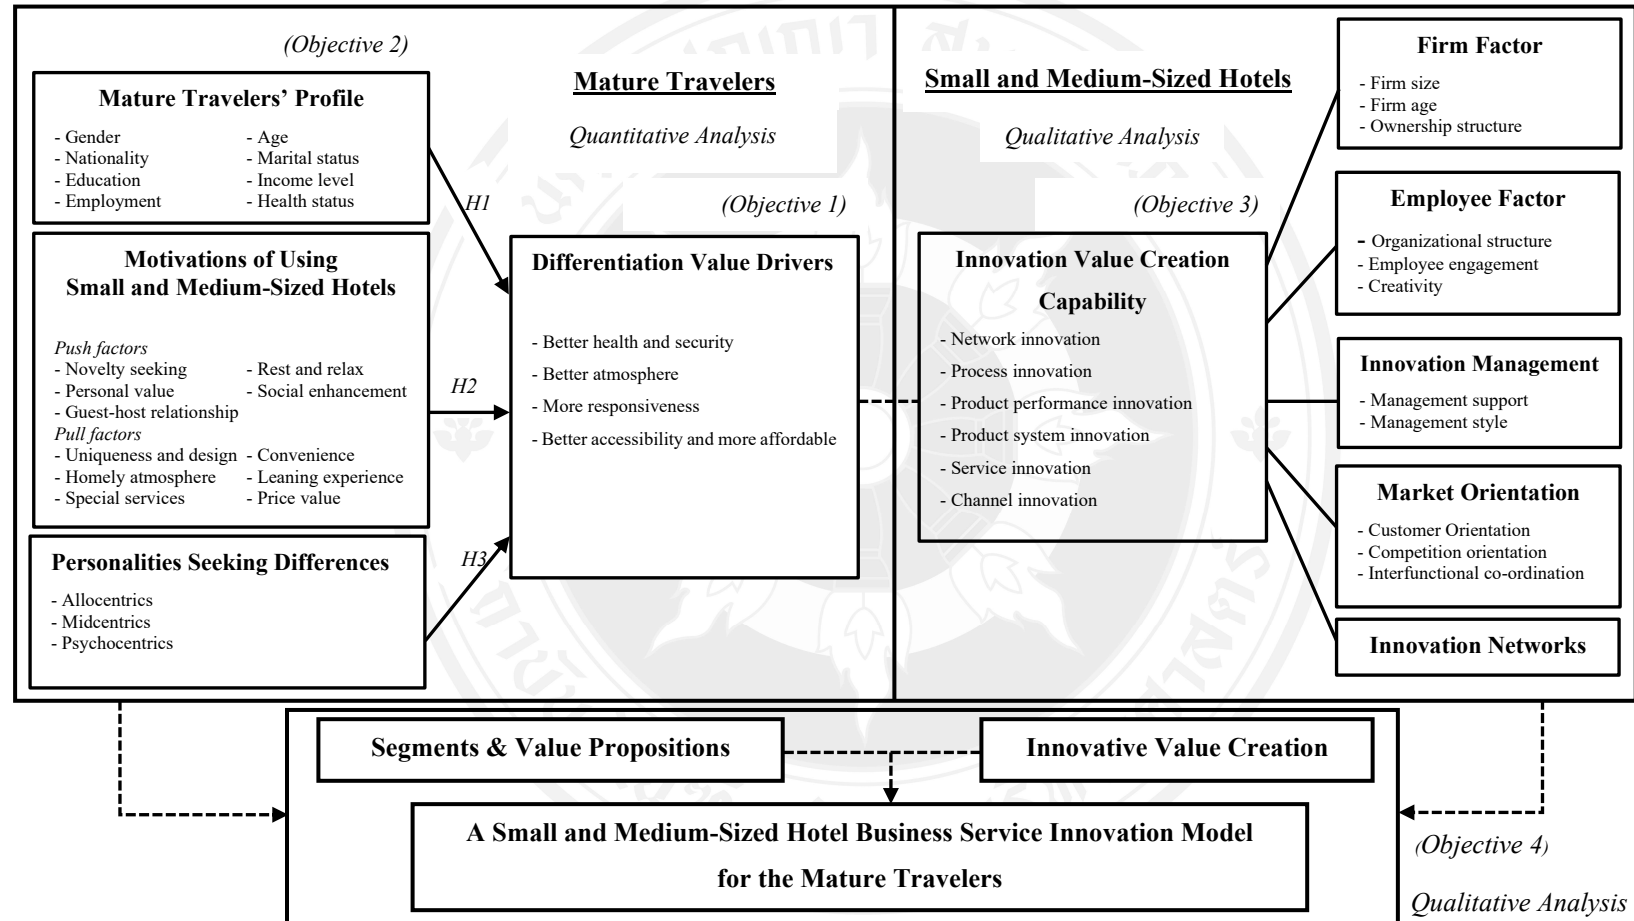 (Objective 2)
Mature Travelers' Profile
- Gender
- Nationality
- Education
- Employment
- Age
- Marital status
- Income level
- Health status
Motivations of Using
Small and Medium-Sized Hotels
Push factors
- Novelty seeking
- Personal value
- Guest-host relationship
- Rest and relax
- Social enhancement
Pull factors
- Uniqueness and design
- Homely atmosphere
- Special services
- Convenience
- Leaning experience
- Price value
Personalities Seeking Differences
- Allocentrics
- Midcentrics
- Psychocentrics
H1
H2
H3
Mature Travelers
Quantitative Analysis
(Objective 1)
Differentiation Value Drivers
- Better health and security
- Better atmosphere
- More responsiveness
- Better accessibility and more affordable
Small and Medium-Sized Hotels
Qualitative Analysis
(Objective 3)
Innovation Value Creation
Capability
- Network innovation
- Process innovation
- Product performance innovation
- Product system innovation
- Service innovation
- Channel innovation
Firm Factor
- Firm size
- Firm age
- Ownership structure
Employee Factor
- Organizational structure
- Employee engagement
- Creativity
Innovation Management
- Management support
- Management style
Market Orientation
- Customer Orientation
- Competition orientation
- Interfunctional co-ordination
Innovation Networks
Segments & Value Propositions
Innovative Value Creation
A Small and Medium-Sized Hotel Business Service Innovation Model
for the Mature Travelers
(Objective 4)
Qualitative Analysis